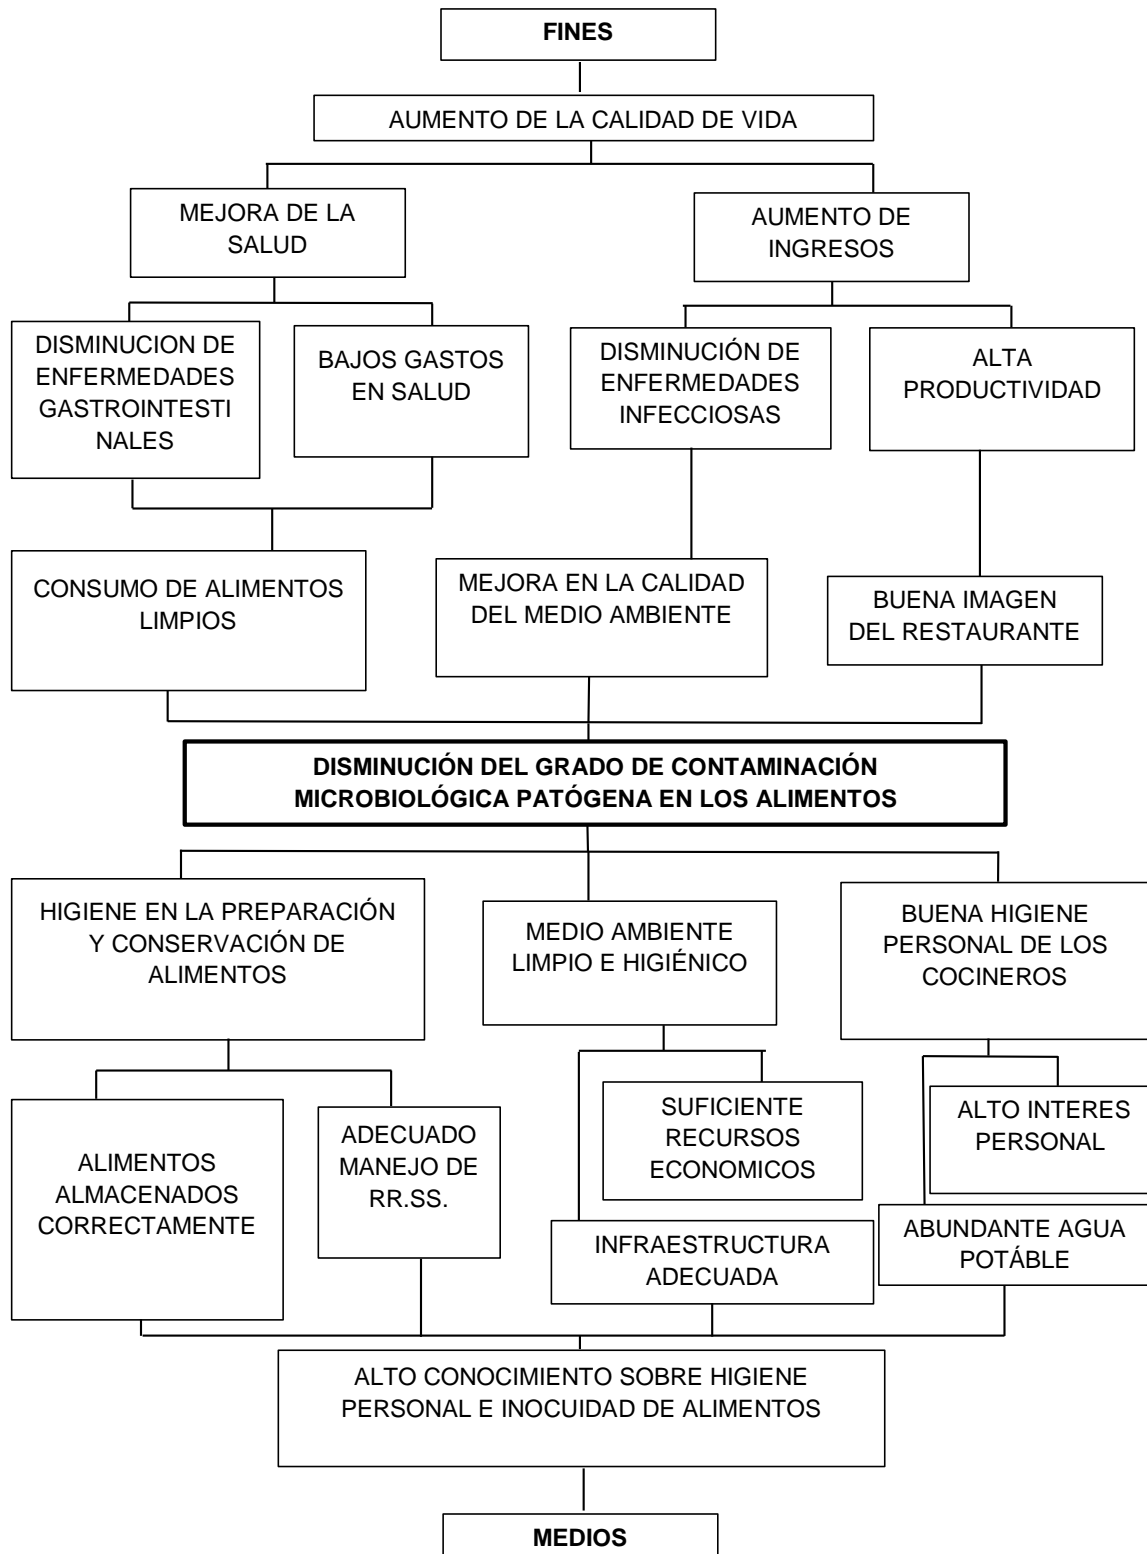 FINES
AUMENTO DE LA CALIDAD DE VIDA
MEJORA DE LA
SALUD
AUMENTO DE
INGRESOS
DISMINUCION DE
ENFERMEDADES
GASTROINTESTI
NALES
BAJOS GASTOS
EN SALUD
DISMINUCIÓN DE
ENFERMEDADES
INFECCIOSAS
ALTA
PRODUCTIVIDAD
CONSUMO DE ALIMENTOS
LIMPIOS
MEJORA EN LA CALIDAD
DEL MEDIO AMBIENTE
BUENA IMAGEN
DEL RESTAURANTE
DISMINUCIÓN DEL GRADO DE CONTAMINACIÓN
MICROBIOLÓGICA PATÓGENA EN LOS ALIMENTOS
HIGIENE EN LA PREPARACIÓN
Y CONSERVACIÓN DE
ALIMENTOS
MEDIO AMBIENTE
LIMPIO E HIGIÉNICO
BUENA HIGIENE
PERSONAL DE LOS
COCINEROS
ALIMENTOS
ALMACENADOS
CORRECTAMENTE
ADECUADO
MANEJO DE
RR.SS.
SUFICIENTE
RECURSOS
ECONOMICOS
INFRAESTRUCTURA
ADECUADA
ALTO INTERES
PERSONAL
ABUNDANTE AGUA
POTÁBLE
ALTO CONOCIMIENTO SOBRE HIGIENE
PERSONAL E INOCUIDAD DE ALIMENTOS
MEDIOS